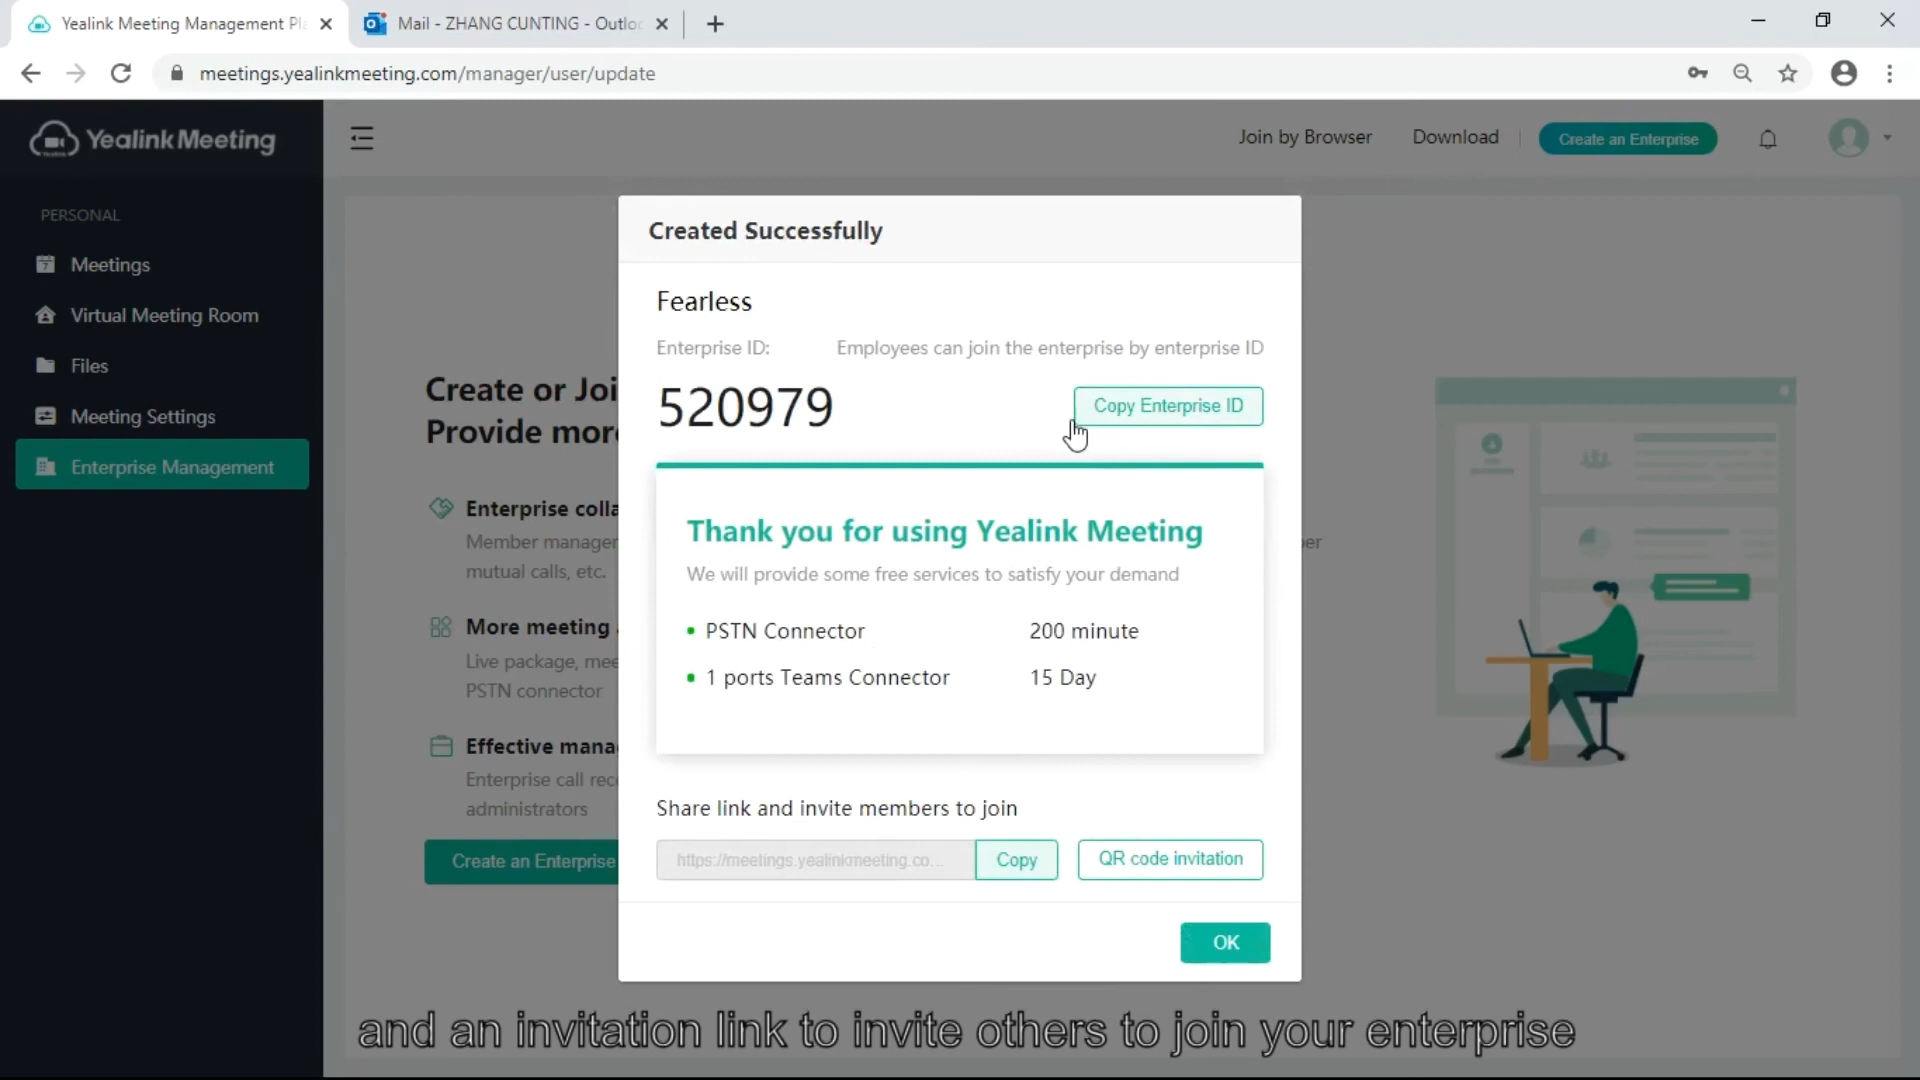 Yealink Meeting Management Pla
Mail - ZHANG CUNTING - Outloo
meetings.yealinkmeeting.com/manager/user/update
Yealink Meeting
Join by Browser
Download
Create an Enterprise
PERSONAL
Meetings
Virtual Meeting Room
Files
Meeting Settings
Enterprise Management
Create or Joi
Provide more
Enterprise colla
Member manager
mutual calls, etc.
More meeting
Live package, mee
PSTN connector
Effective mana
Enterprise call rec
administrators
Create an Enterprise
Created Successfully
Fearless
Enterprise ID:
Employees can join the enterprise by enterprise ID
520979
Copy Enterprise ID
Thank you for using Yealink Meeting
We will provide some free services to satisfy your demand
PSTN Connector 200 minute
1 ports Teams Connector 15 Day
Share link and invite members to join
https://meetings.yealinkmeeting.co...
Copy
QR code invitation
OK
and an invitation link to invite others to join your enterprise